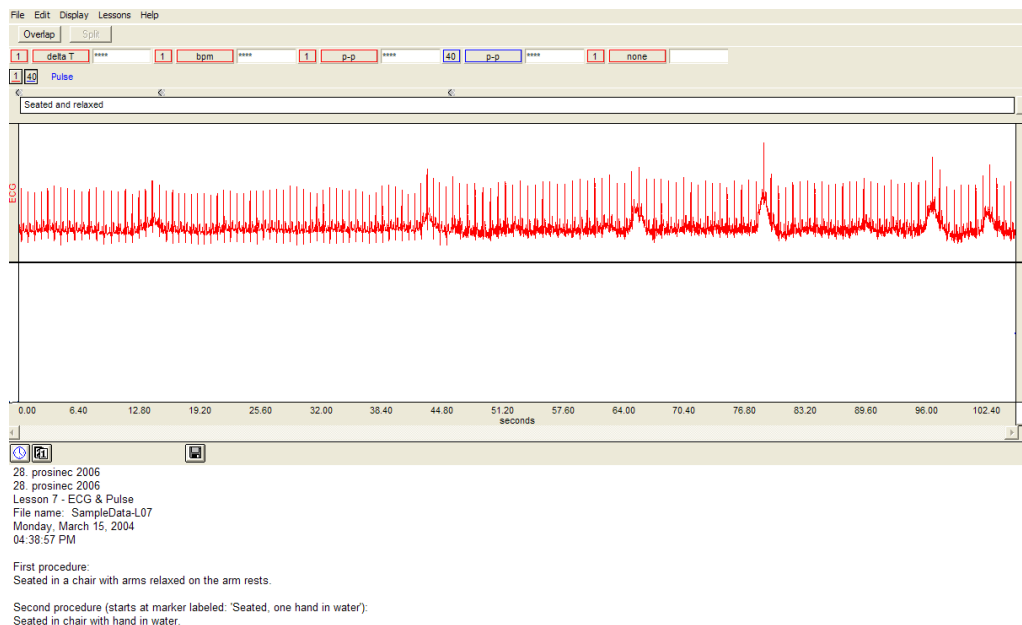 File Edit Display Lessons Help
Overlap Split
1 delta T **** 1 bpm **** 1 p-p **** 40 p-p **** 1 none
1 40 Pulse
Seated and relaxed
ECG
0.00 6.40 12.80 19.20 25.60 32.00 38.40 44.80 51.20 57.60 64.00 70.40 76.80 83.20 89.60 96.00 102.40
seconds
28. prosinec 2006
28. prosinec 2006
Lesson 7 - ECG & Pulse
File name: SampleData-L07
Monday, March 15, 2004
04:38:57 PM
First procedure:
Seated in a chair with arms relaxed on the arm rests.
Second procedure (starts at marker labeled: 'Seated, one hand in water'):
Seated in chair with hand in water.